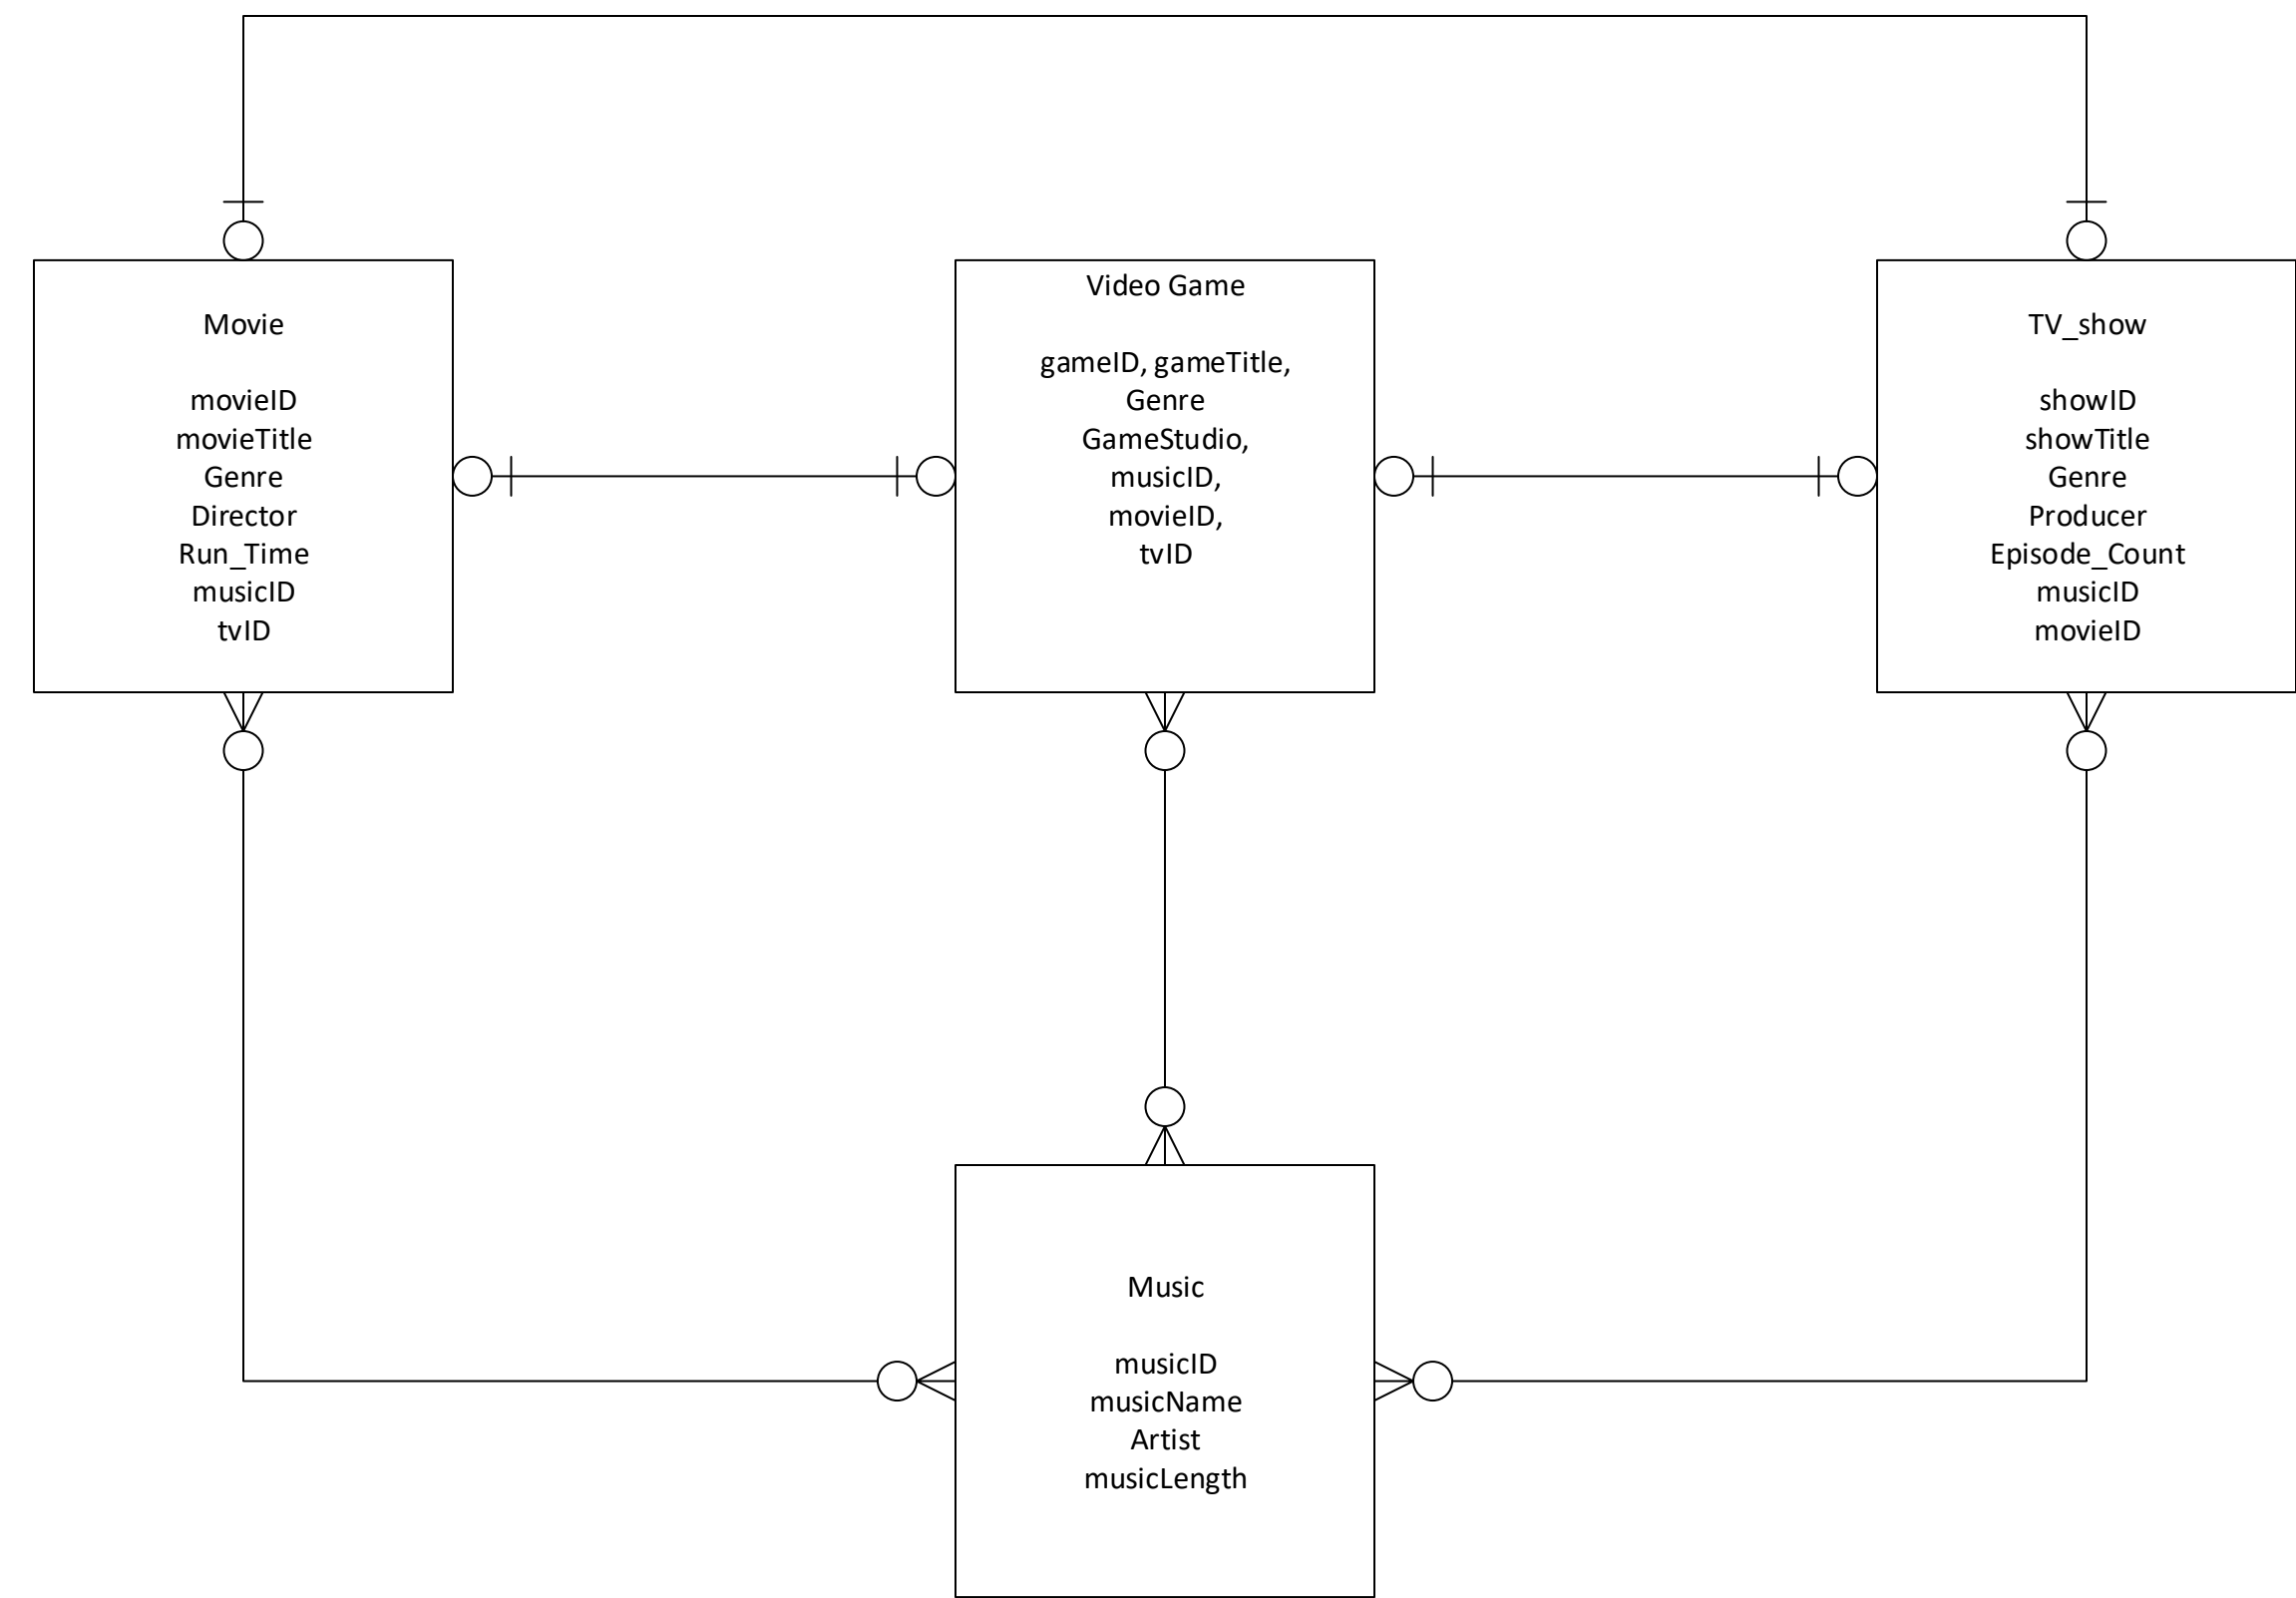 Movie
movieID
movieTitle
Genre
Director
Run_Time
musicID
tvID
Video Game
gameID, gameTitle,
Genre
GameStudio,
musicID,
movieID,
tvID
TV_show
showID
showTitle
Genre
Producer
Episode_Count
musicID
movieID
Music
musicID
musicName
Artist
musicLength